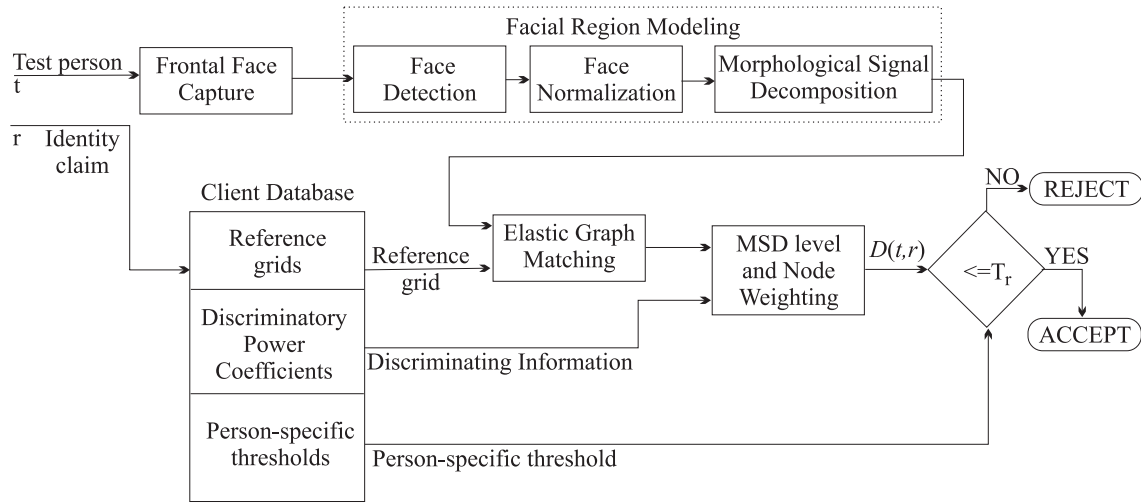 Facial Region Modeling
Test person
t
Frontal Face
Capture
Face
Detection
Face
Normalization
Morphological Signal
Decomposition
r
Identity
claim
Client Database
Reference
grids
Discriminatory
Power
Coefficients
Person-specific
thresholds
Reference
grid
Discriminating Information
Person-specific threshold
Elastic Graph
Matching
MSD level
and Node
Weighting
D(t,r)
<=Tr
NO
REJECT
YES
ACCEPT